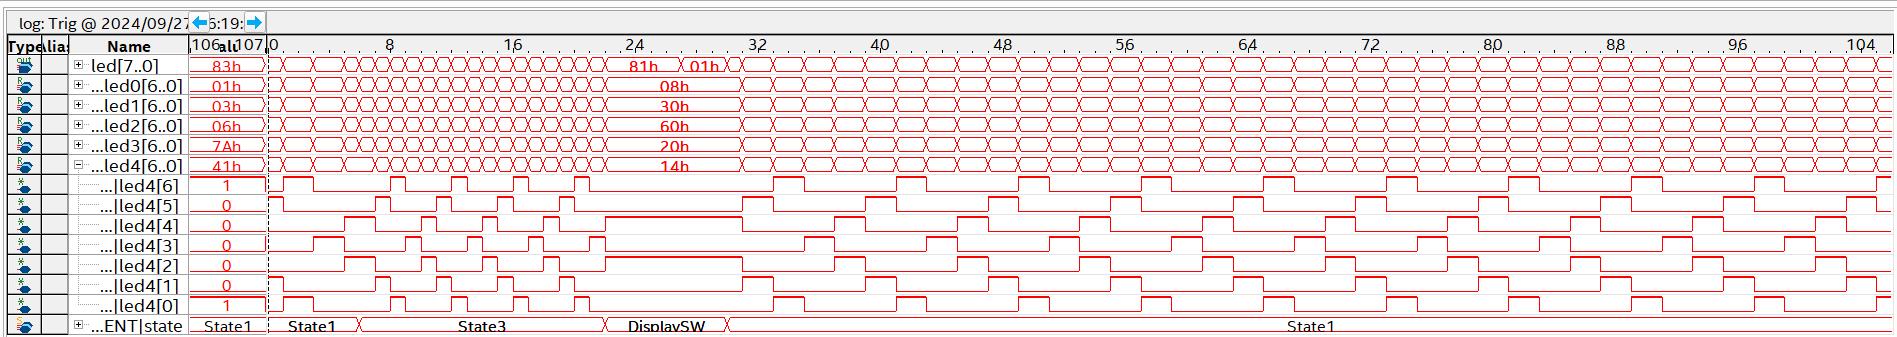 log: Trig @ 2024/09/27 6:19:
Type Alia: Name 106 alu 107 0 8 16 24 32 40 48 56 64 72 80 88 96 104
out led[7..0] 83h 81h 01h
R ...led0[6..0] 01h 08h
R ...led1[6..0] 03h 30h
R ...led2[6..0] 06h 60h
R ...led3[6..0] 7Ah 20h
R ...led4[6..0] 41h 14h
* ...|led4[6] 1
* ...|led4[5] 0
* ...|led4[4] 0
* ...|led4[3] 0
* ...|led4[2] 0
* ...|led4[1] 0
* ...|led4[0] 1
S ...ENT|state State1 State1 State3 DisplaySW State1